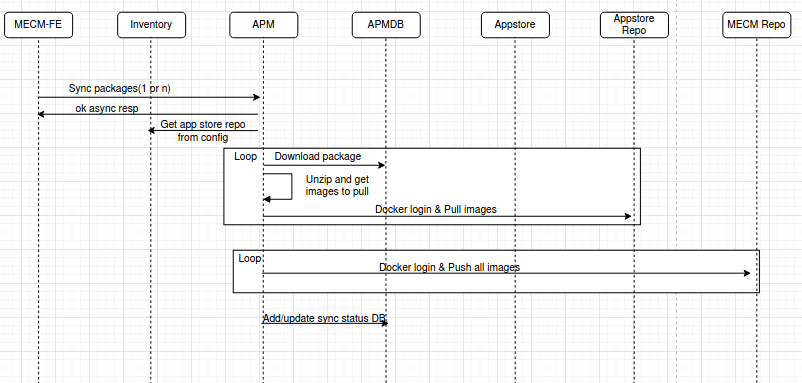 MECM-FE
Inventory
APM
APMDB
Appstore
Appstore
Repo
MECM Repo
Sync packages(1 or n)
ok async resp
Get app store repo
from config
Loop
Download package
Unzip and get
images to pull
Docker login & Pull images
Loop
Docker login & Push all images
Add/update sync status DB